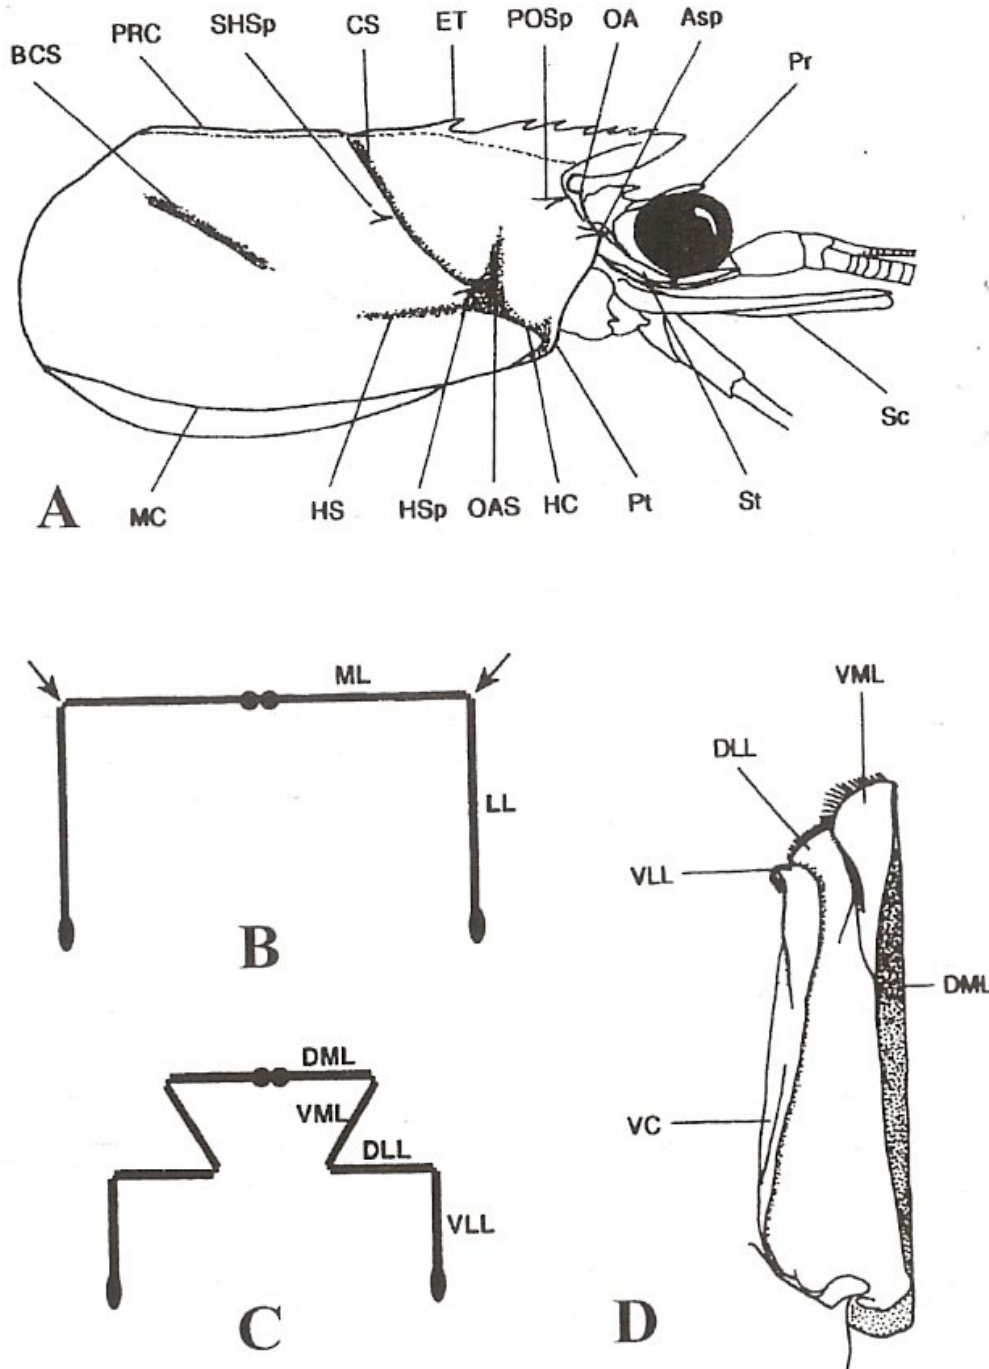 BCS PRC SHSp CS ET POSp OA Asp Pr
A MC HS HSp OAS HC Pt St Sc
ML
LL
B
VML
DLL
VLL
DML
VC
D
DML
VML
DLL
VLL
C